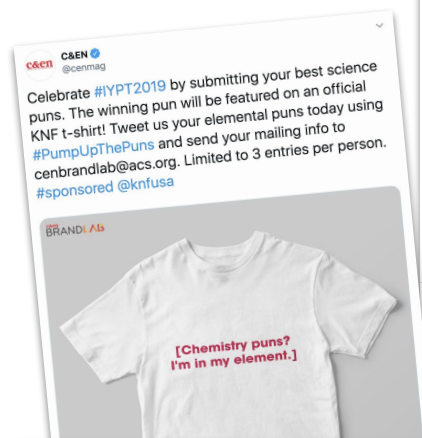 c&en
C&EN
@cenmag
Celebrate #IYPT2019 by submitting your best science
puns. The winning pun will be featured on an official
KNF t-shirt! Tweet us your elemental puns today using
#PumpUpThePuns and send your mailing info to
cenbrandlab@acs.org. Limited to 3 entries per person.
#sponsored @knfusa
BRANDLAb
[Chemistry puns?
I'm in my element.]